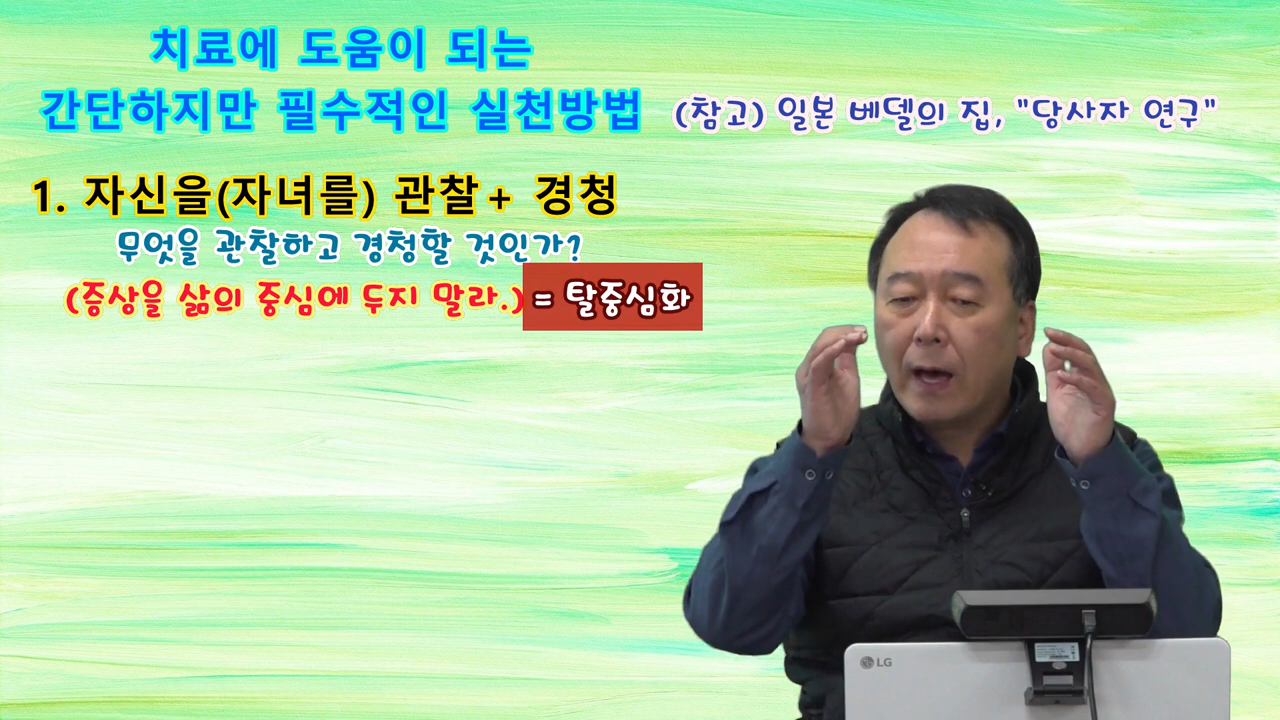 치료에 도움이 되는
간단하지만 필수적인 실천방법 (참고) 일본 베델의 집, "당사자 연구"
1. 자신을(자녀를) 관찰+ 경청
무엇을 관찰하고 경청할 것인가?
(증상을 삶의 중심에 두지 말라.) = 탈중심화
LG